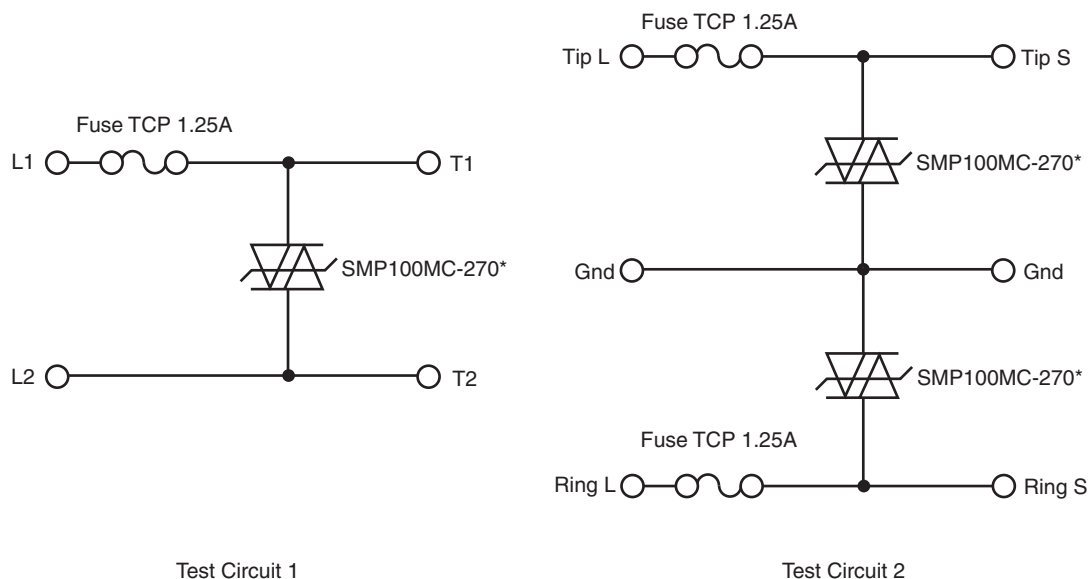 Fuse TCP 1.25A
L1
T1
SMP100MC-270*
L2
T2
Test Circuit 1
Fuse TCP 1.25A
Tip L
Tip S
SMP100MC-270*
Gnd
Gnd
SMP100MC-270*
Fuse TCP 1.25A
Ring L
Ring S
Test Circuit 2